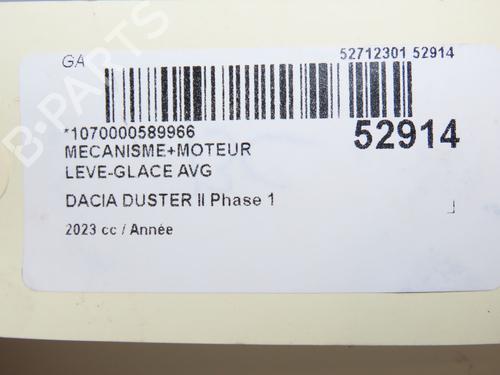 GA 52712301 52914
*1070000589966 52914
MECANISME+MOTEUR
LEVE-GLACE AVG
DACIA DUSTER II Phase 1
2023 cc / Année
B-PARTS